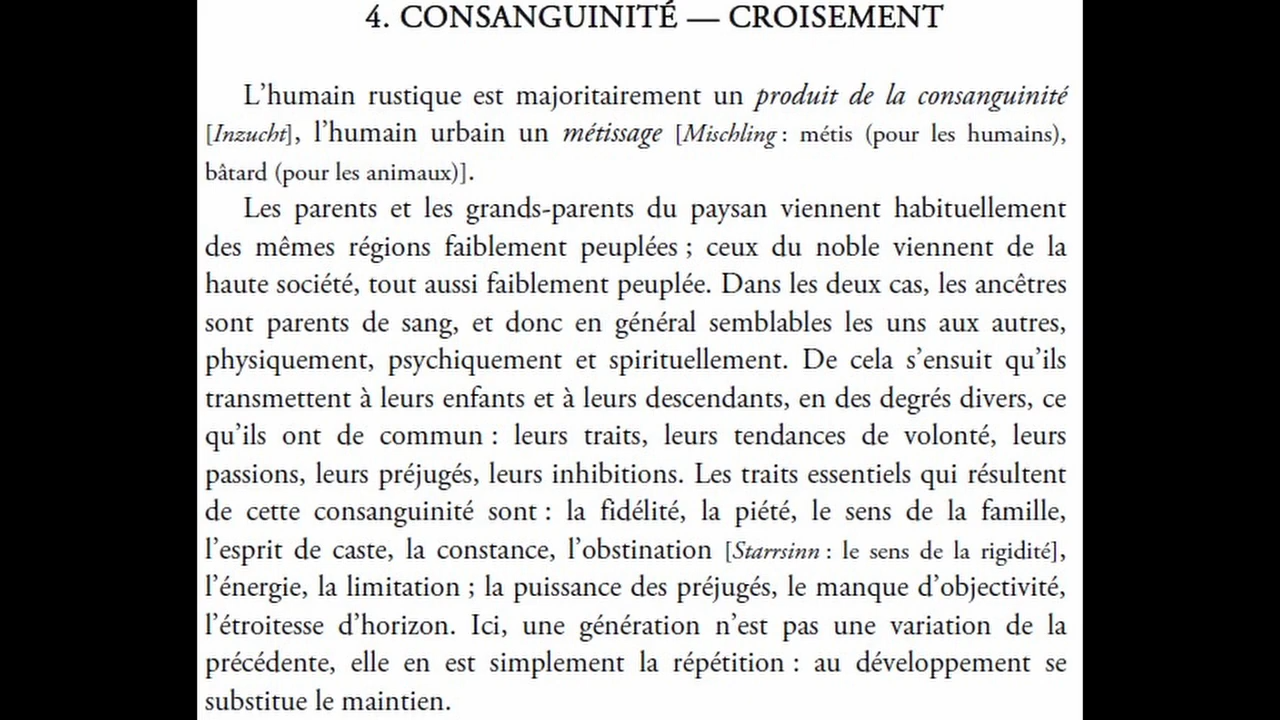 4. CONSANGUINITÉ — CROISEMENT
L’humain rustique est majoritairement un produit de la consanguinité
[Inzucht], l’humain urbain un métissage [Mischling : métis (pour les humains),
bâtard (pour les animaux)].
Les parents et les grands-parents du paysan viennent habituellement
des mêmes régions faiblement peuplées ; ceux du noble viennent de la
haute société, tout aussi faiblement peuplée. Dans les deux cas, les ancêtres
sont parents de sang, et donc en général semblables les uns aux autres,
physiquement, psychiquement et spirituellement. De cela s’ensuit qu’ils
transmettent à leurs enfants et à leurs descendants, en des degrés divers, ce
qu’ils ont de commun : leurs traits, leurs tendances de volonté, leurs
passions, leurs préjugés, leurs inhibitions. Les traits essentiels qui résultent
de cette consanguinité sont : la fidélité, la piété, le sens de la famille,
l’esprit de caste, la constance, l’obstination [Starrsinn : le sens de la rigidité],
l’énergie, la limitation ; la puissance des préjugés, le manque d’objectivité,
l’étroitesse d’horizon. Ici, une génération n’est pas une variation de la
précédente, elle en est simplement la répétition : au développement se
substitue le maintien.